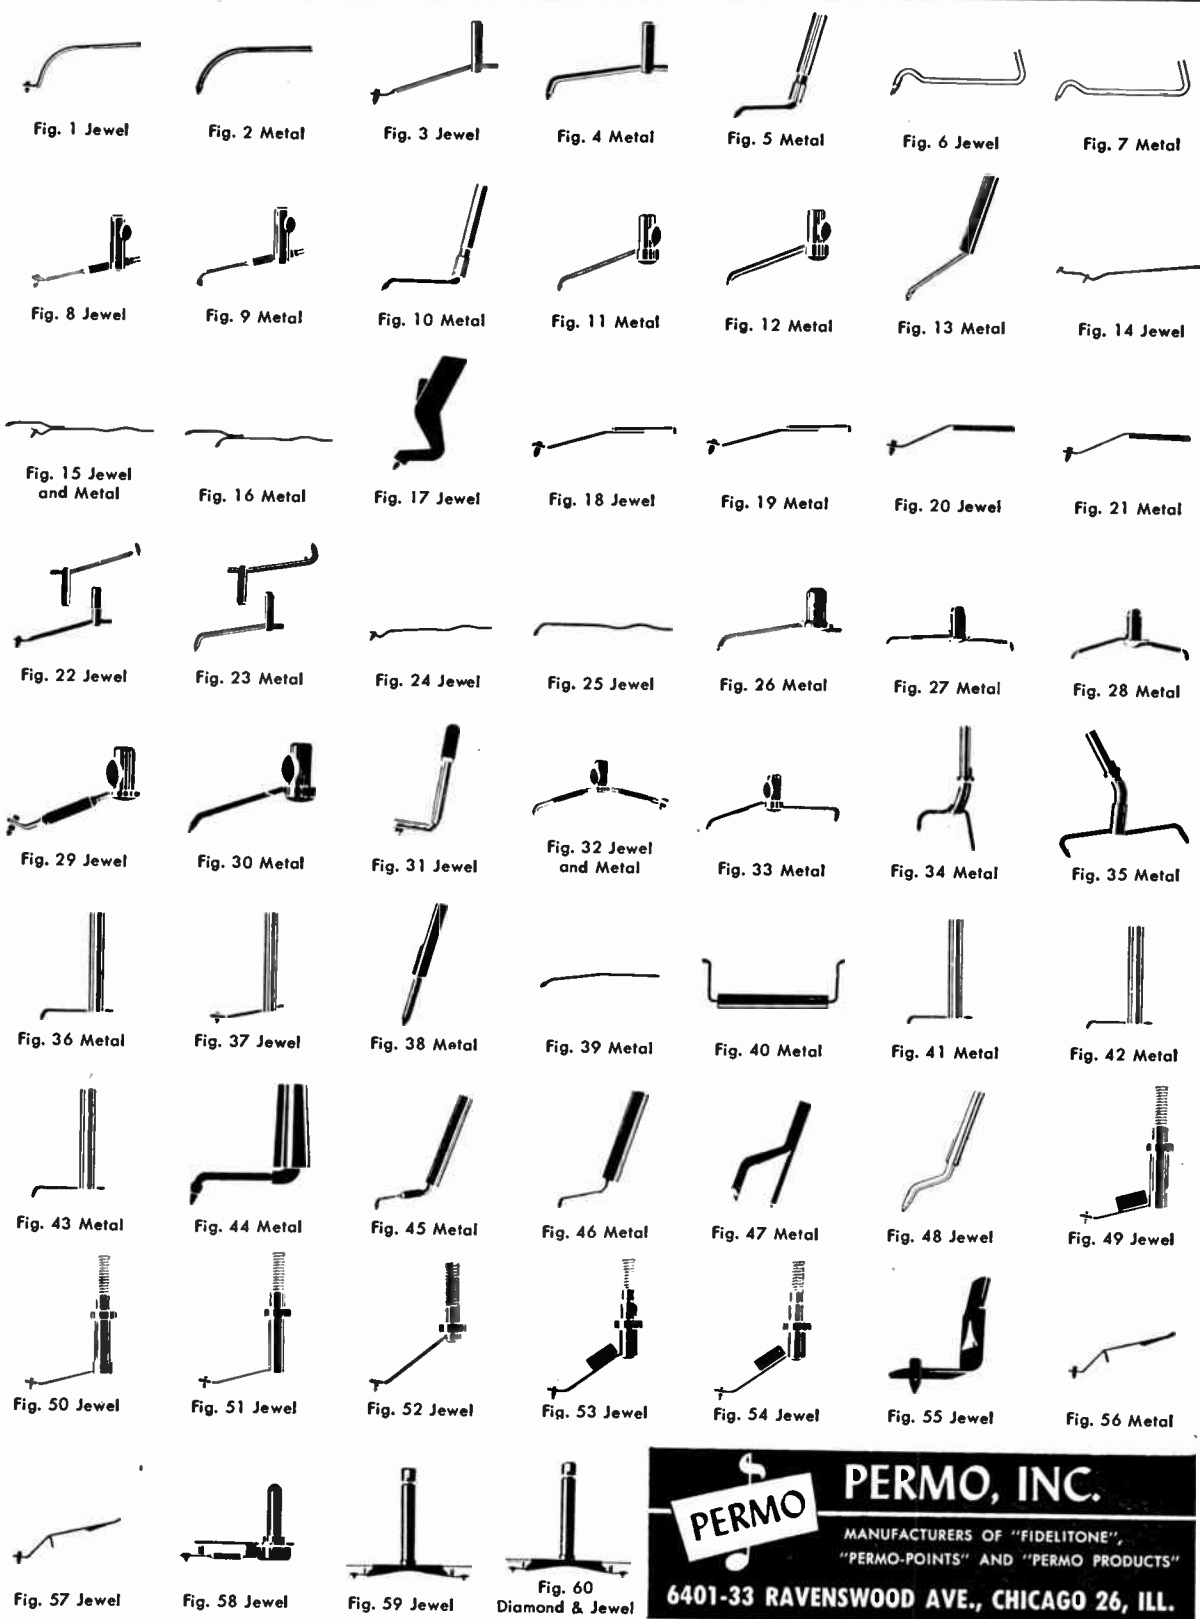 Fig. 1 Jewel
Fig. 2 Metal
Fig. 3 Jewel
Fig. 4 Metal
Fig. 5 Metal
Fig. 6 Jewel
Fig. 7 Metal
Fig. 8 Jewel
Fig. 9 Metal
Fig. 10 Metal
Fig. 11 Metal
Fig. 12 Metal
Fig. 13 Metal
Fig. 14 Jewel
Fig. 15 Jewel
and Metal
Fig. 16 Metal
Fig. 17 Jewel
Fig. 18 Jewel
Fig. 19 Metal
Fig. 20 Jewel
Fig. 21 Metal
Fig. 22 Jewel
Fig. 23 Metal
Fig. 24 Jewel
Fig. 25 Jewel
Fig. 26 Metal
Fig. 27 Metal
Fig. 28 Metal
Fig. 29 Jewel
Fig. 30 Metal
Fig. 31 Jewel
Fig. 32 Jewel
and Metal
Fig. 33 Metal
Fig. 34 Metal
Fig. 35 Metal
Fig. 36 Metal
Fig. 37 Jewel
Fig. 38 Metal
Fig. 39 Metal
Fig. 40 Metal
Fig. 41 Metal
Fig. 42 Metal
Fig. 43 Metal
Fig. 44 Metal
Fig. 45 Metal
Fig. 46 Metal
Fig. 47 Metal
Fig. 48 Jewel
Fig. 49 Jewel
Fig. 50 Jewel
Fig. 51 Jewel
Fig. 52 Jewel
Fig. 53 Jewel
Fig. 54 Jewel
Fig. 55 Jewel
Fig. 56 Metal
Fig. 57 Jewel
Fig. 58 Jewel
Fig. 59 Jewel
Fig. 60
Diamond & Jewel
PERMO
PERMO, INC.
MANUFACTURERS OF "FIDELITONE",
"PERMO-POINTS" AND "PERMO PRODUCTS"
6401-33 RAVENSWOOD AVE., CHICAGO 26, ILL.